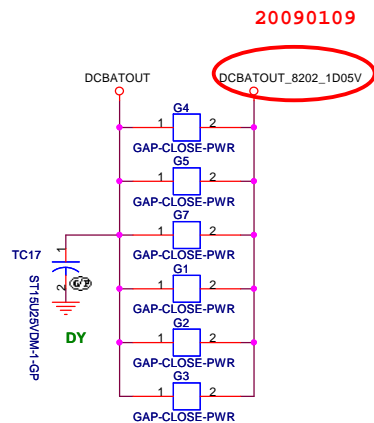 20090109
DCBATOUT
DCBATOUT_8202_1D05V
G4
1 2
GAP-CLOSE-PWR
G5
1 2
GAP-CLOSE-PWR
G7
1 2
GAP-CLOSE-PWR
TC17
1
2
ST15U25VDM-1-GP
DY
G1
1 2
GAP-CLOSE-PWR
G2
1 2
GAP-CLOSE-PWR
G3
1 2
GAP-CLOSE-PWR